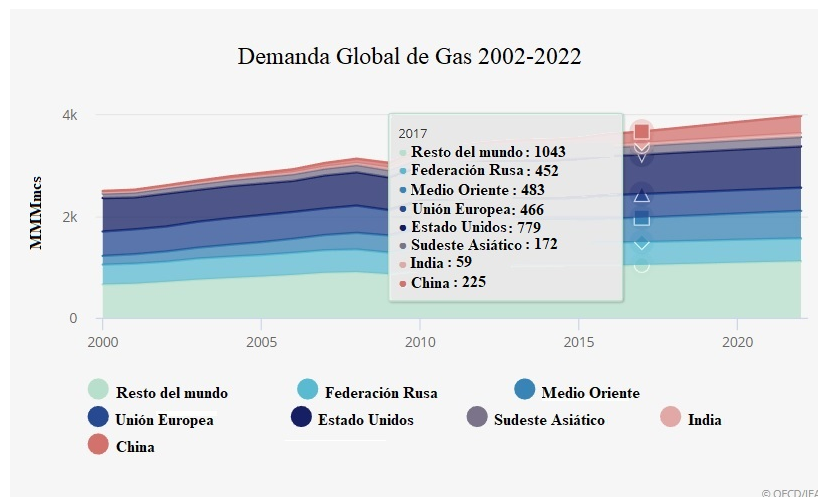 Demanda Global de Gas 2002-2022
MMMmcs
4k
2k
0
2017
Resto del mundo : 1043
Federación Rusa : 452
Medio Oriente : 483
Unión Europea : 466
Estado Unidos : 779
Sudeste Asiático : 172
India : 59
China : 225
2000 2005 2010 2015 2020
Resto del mundo Federación Rusa Medio Oriente
Unión Europea Estado Unidos Sudeste Asiático India
China
© OECD/IEA